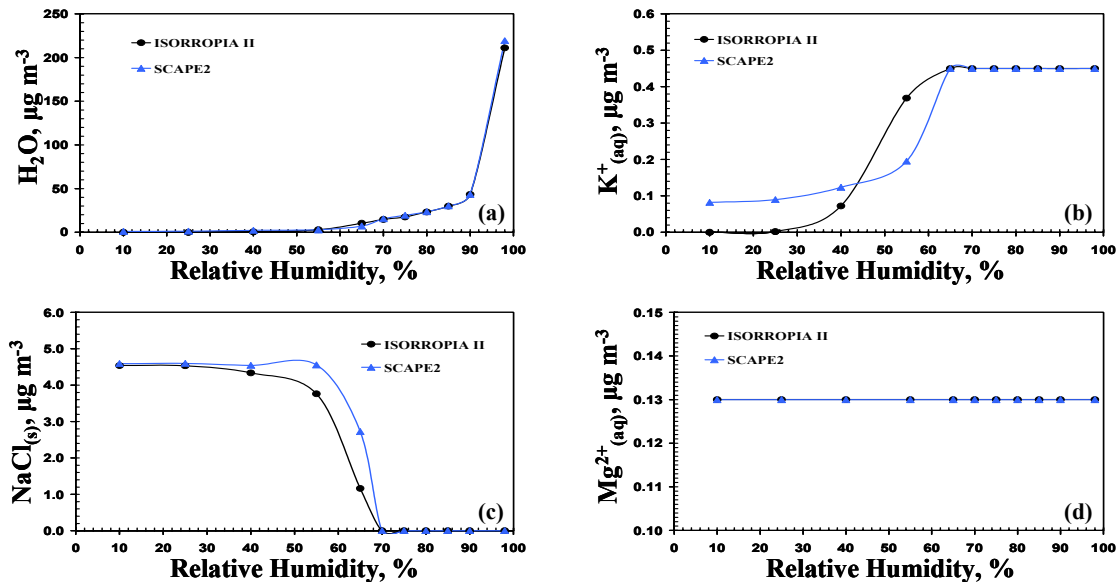 250
200
150
100
50
0
H₂O, µg m⁻³
ISORROPIA II
SCAPE2
(a)
0 10 20 30 40 50 60 70 80 90 100
Relative Humidity, %
0.6
0.5
0.4
0.3
0.2
0.1
0.0
K⁺(aq), µg m⁻³
ISORROPIA II
SCAPE2
(b)
0 10 20 30 40 50 60 70 80 90 100
Relative Humidity, %
6.0
5.0
4.0
3.0
2.0
1.0
0.0
NaCl(s), µg m⁻³
ISORROPIA II
SCAPE2
(c)
0 10 20 30 40 50 60 70 80 90 100
Relative Humidity, %
0.15
0.14
0.13
0.12
0.11
0.10
Mg²⁺(aq), µg m⁻³
ISORROPIA II
SCAPE2
(d)
0 10 20 30 40 50 60 70 80 90 100
Relative Humidity, %